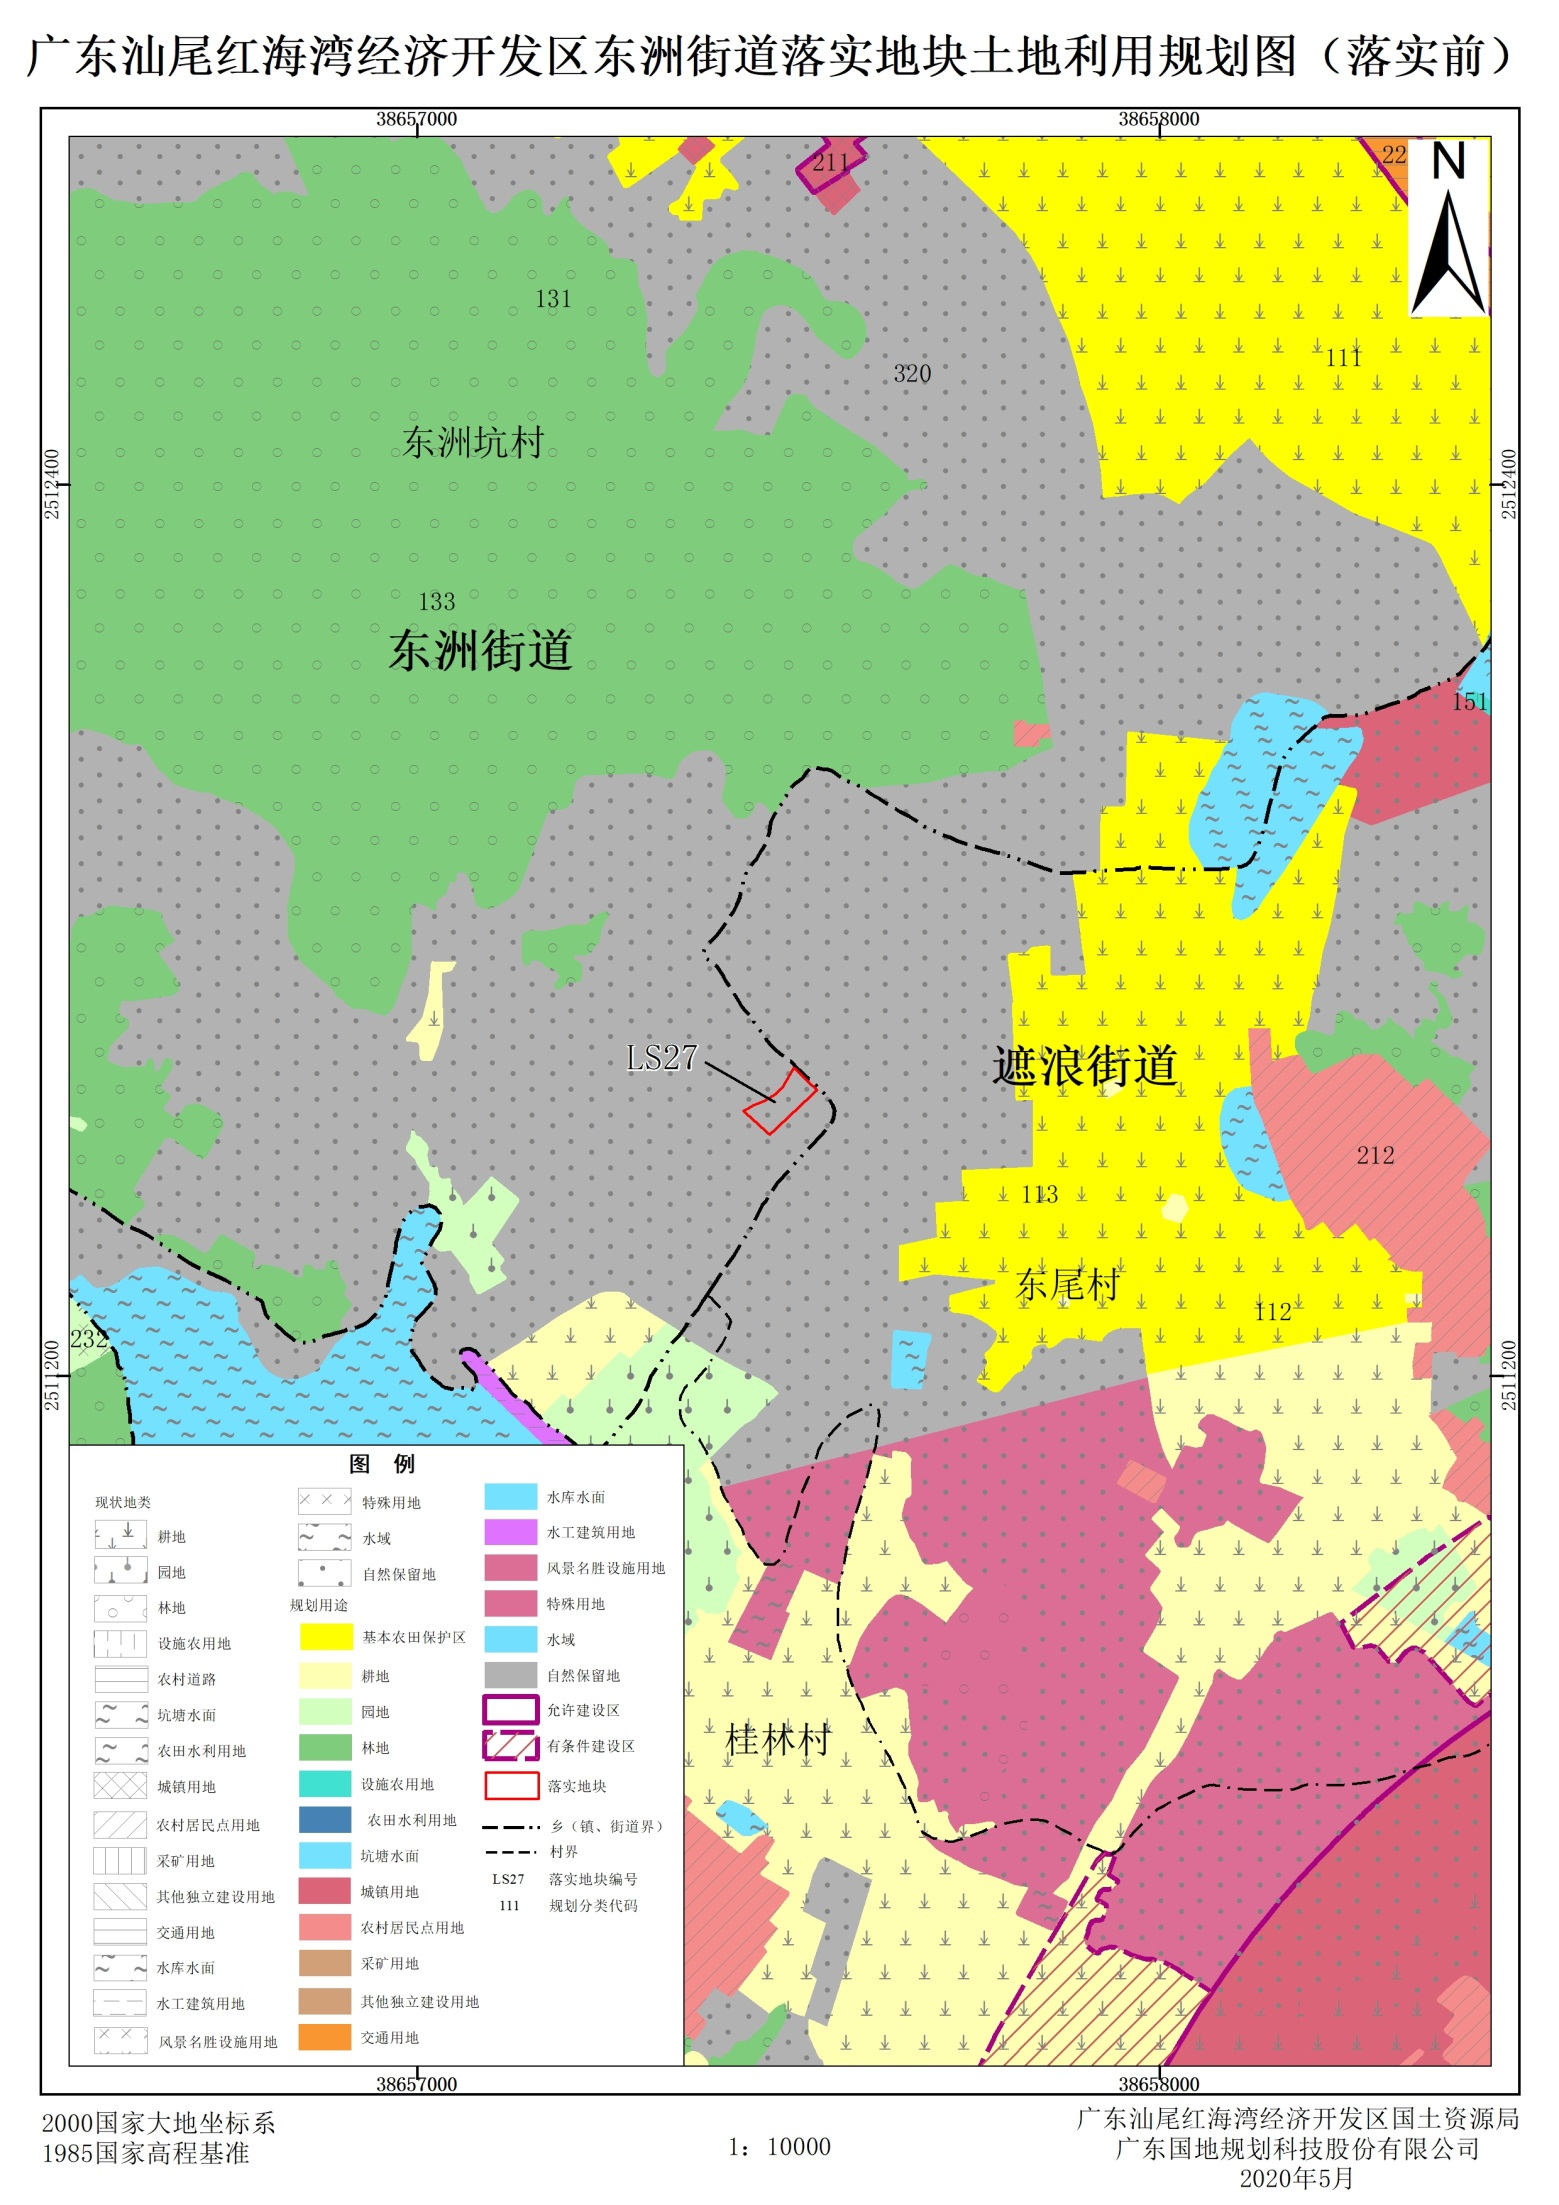 广东汕尾红海湾经济开发区东洲街道落实地块土地利用规划图（落实前）
38657000
38658000
211
22
N
131
111
320
东洲坑村
2512400
2512400
133
东洲街道
151
LS27
遮浪街道
212
113
东尾村
112
232
2511200
2511200
桂林村
图 例
现状地类
耕地
园地
林地
设施农用地
农村道路
坑塘水面
农田水利用地
城镇用地
农村居民点用地
采矿用地
其他独立建设用地
交通用地
水库水面
水工建筑用地
风景名胜设施用地
特殊用地
水域
自然保留地
规划用途
基本农田保护区
耕地
园地
林地
设施农用地
农田水利用地
坑塘水面
城镇用地
农村居民点用地
采矿用地
其他独立建设用地
交通用地
水库水面
水工建筑用地
风景名胜设施用地
特殊用地
水域
自然保留地
允许建设区
有条件建设区
落实地块
乡（镇、街道界）
村界
LS27 落实地块编号
111 规划分类代码
38657000
38658000
2000国家大地坐标系
1985国家高程基准
1：10000
广东汕尾红海湾经济开发区国土资源局
广东国地规划科技股份有限公司
2020年5月